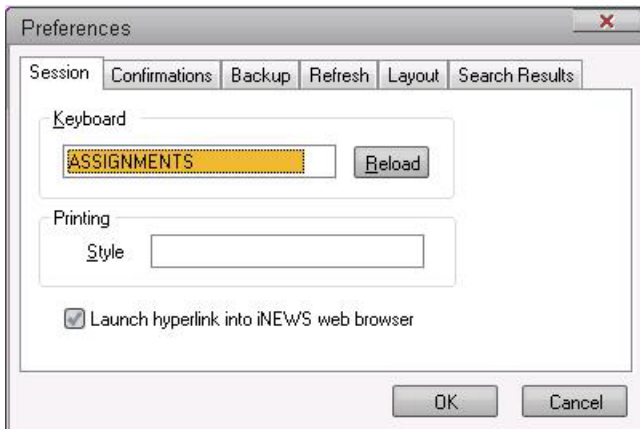 Preferences
Session Confirmations Backup Refresh Layout Search Results
Keyboard
ASSIGNMENTS Reload
Printing
Style
Launch hyperlink into iNEWS web browser
OK Cancel